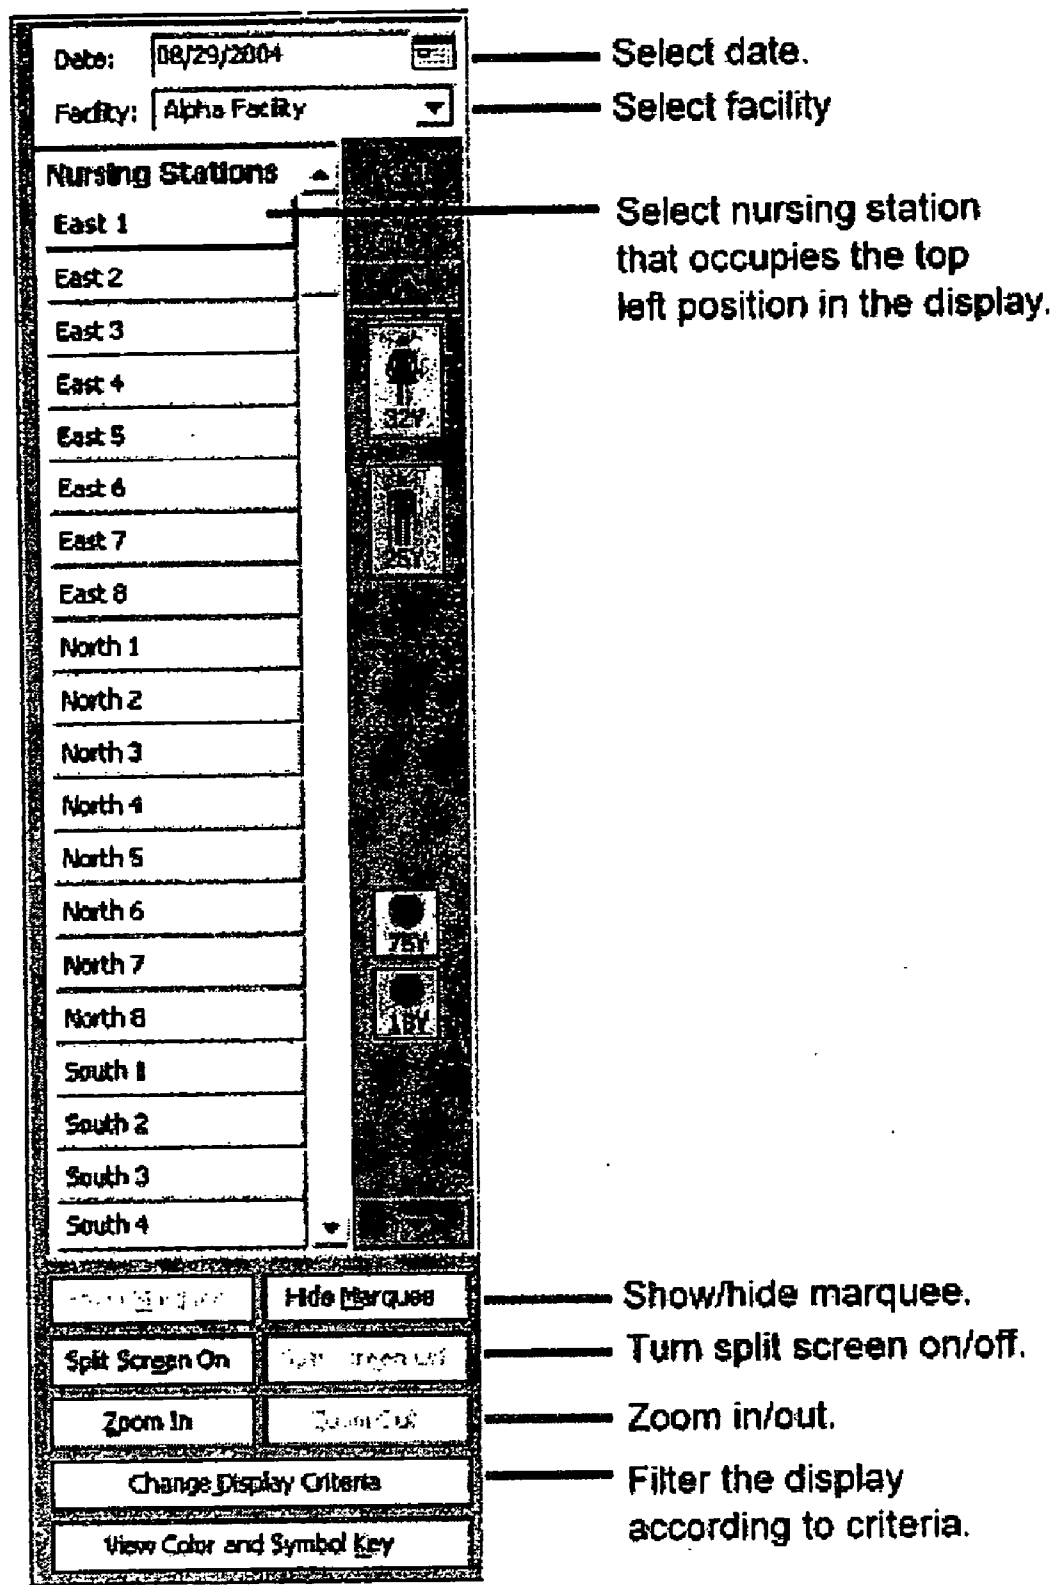 Date: 08/29/2004
Select date.
Facility: Alpha Facility
Select facility
Nursing Stations
East 1
Select nursing station
that occupies the top
left position in the display.
East 2
East 3
East 4
32Y
East 5
East 6
East 7
25Y
East 8
North 1
North 2
North 3
North 4
North 5
North 6
75Y
North 7
North 8
South 1
South 2
South 3
South 4
Hide Marquee
Show/hide marquee.
Split Screen On
Turn split screen on/off.
Zoom In
Zoom Out
Zoom in/out.
Change Display Criteria
Filter the display
according to criteria.
View Color and Symbol Key